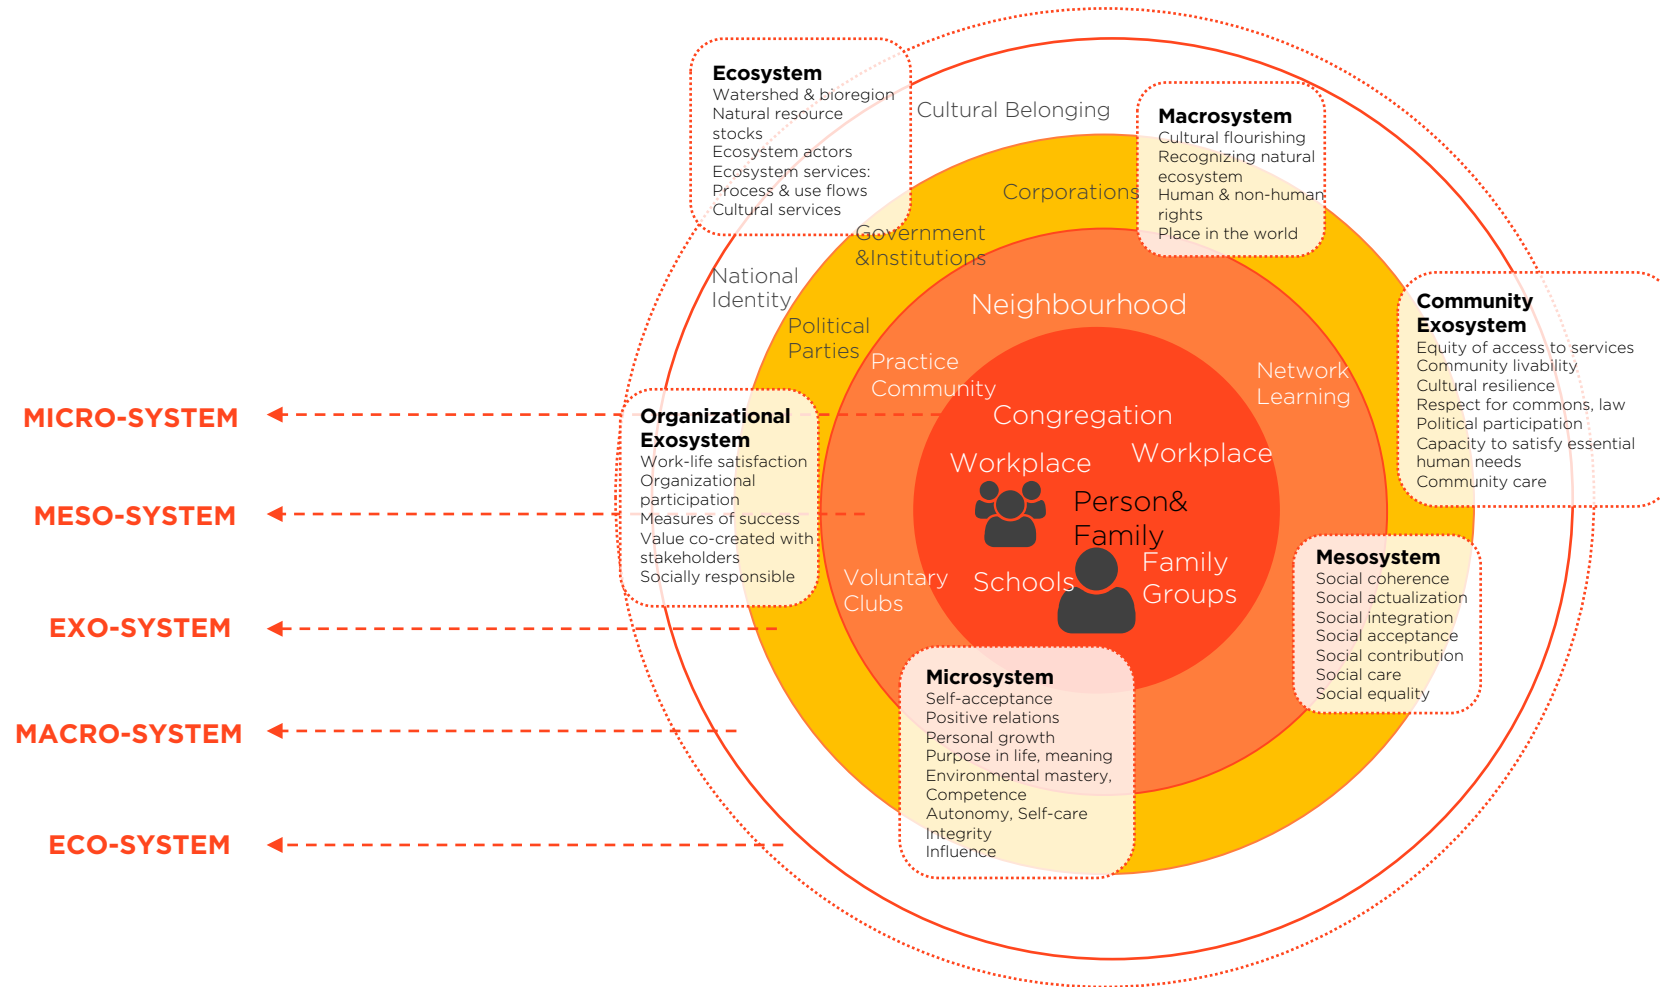 Ecosystem
Watershed & bioregion
Natural resource
stocks
Ecosystem actors
Ecosystem services:
Process & use flows
Cultural services
Cultural Belonging
Macrosystem
Cultural flourishing
Recognizing natural
ecosystem
Human & non-human
rights
Place in the world
Corporations
Government
&Institutions
National
Identity
Political
Parties
Neighbourhood
Practice
Community
Network
Learning
Community
Exosystem
Equity of access to services
Community livability
Cultural resilience
Respect for commons, law
Political participation
Capacity to satisfy essential
human needs
Community care
MICRO-SYSTEM
MESO-SYSTEM
EXO-SYSTEM
MACRO-SYSTEM
ECO-SYSTEM
Organizational
Exosystem
Work-life satisfaction
Organizational
participation
Measures of success
Value co-created with
stakeholders
Socially responsible
Congregation
Workplace
Workplace
Person&
Family
Schools
Family
Groups
Voluntary
Clubs
Mesosystem
Social coherence
Social actualization
Social integration
Social acceptance
Social contribution
Social care
Social equality
Microsystem
Self-acceptance
Positive relations
Personal growth
Purpose in life, meaning
Environmental mastery,
Competence
Autonomy, Self-care
Integrity
Influence